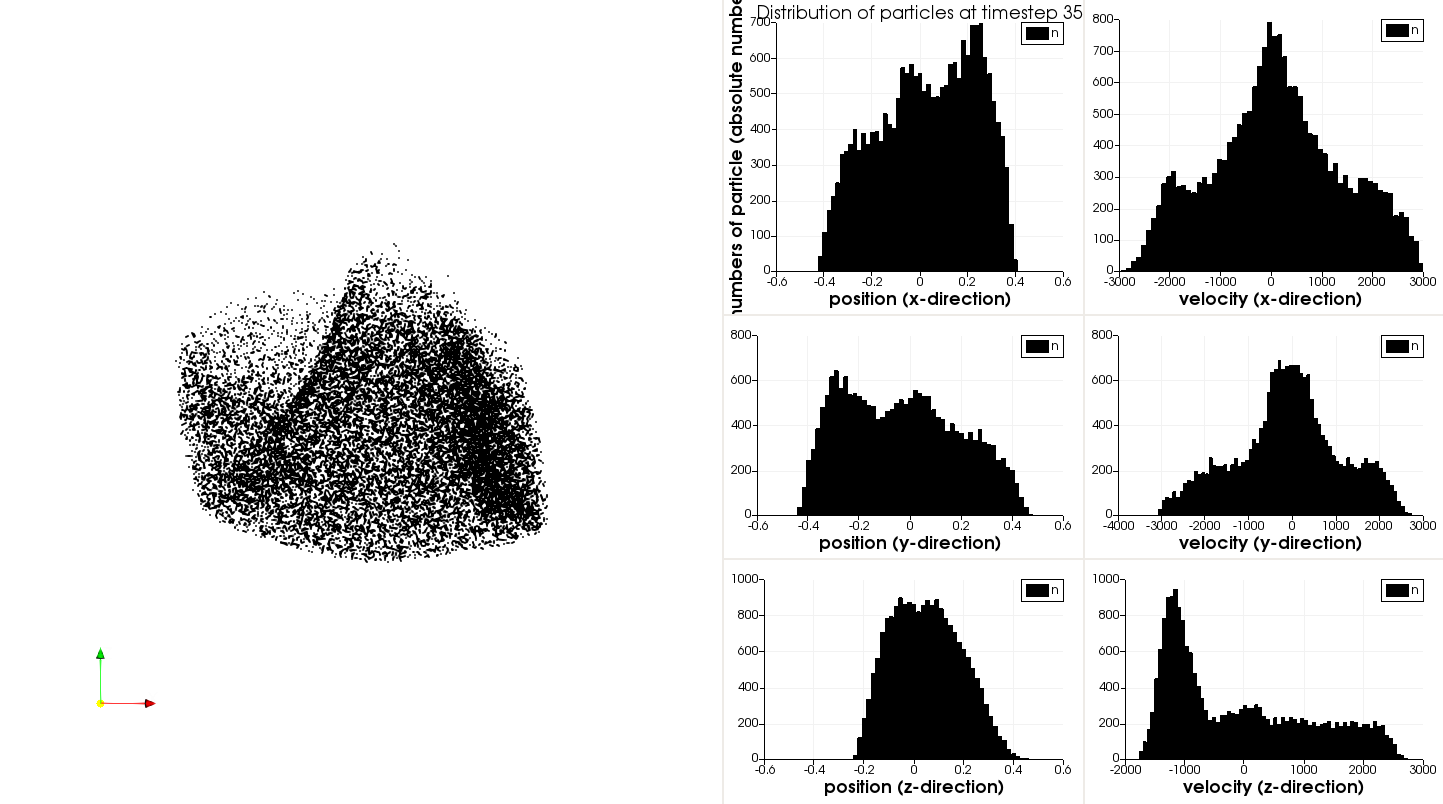 Distribution of particles at timestep 35
numbers of particle (absolute numbe
700
600
500
400
300
200
100
0
-0.6 -0.4 -0.2 0 0.2 0.4 0.6
position (x-direction)
n
800
700
600
500
400
300
200
100
0
-3000 -2000 -1000 0 1000 2000 3000
velocity (x-direction)
n
800
600
400
200
0
-0.6 -0.4 -0.2 0 0.2 0.4 0.6
position (y-direction)
n
800
600
400
200
0
-4000 -3000 -2000 -1000 0 1000 2000 3000
velocity (y-direction)
n
1000
800
600
400
200
0
-0.6 -0.4 -0.2 0 0.2 0.4 0.6
position (z-direction)
n
1000
800
600
400
200
0
-2000 -1000 0 1000 2000 3000
velocity (z-direction)
n